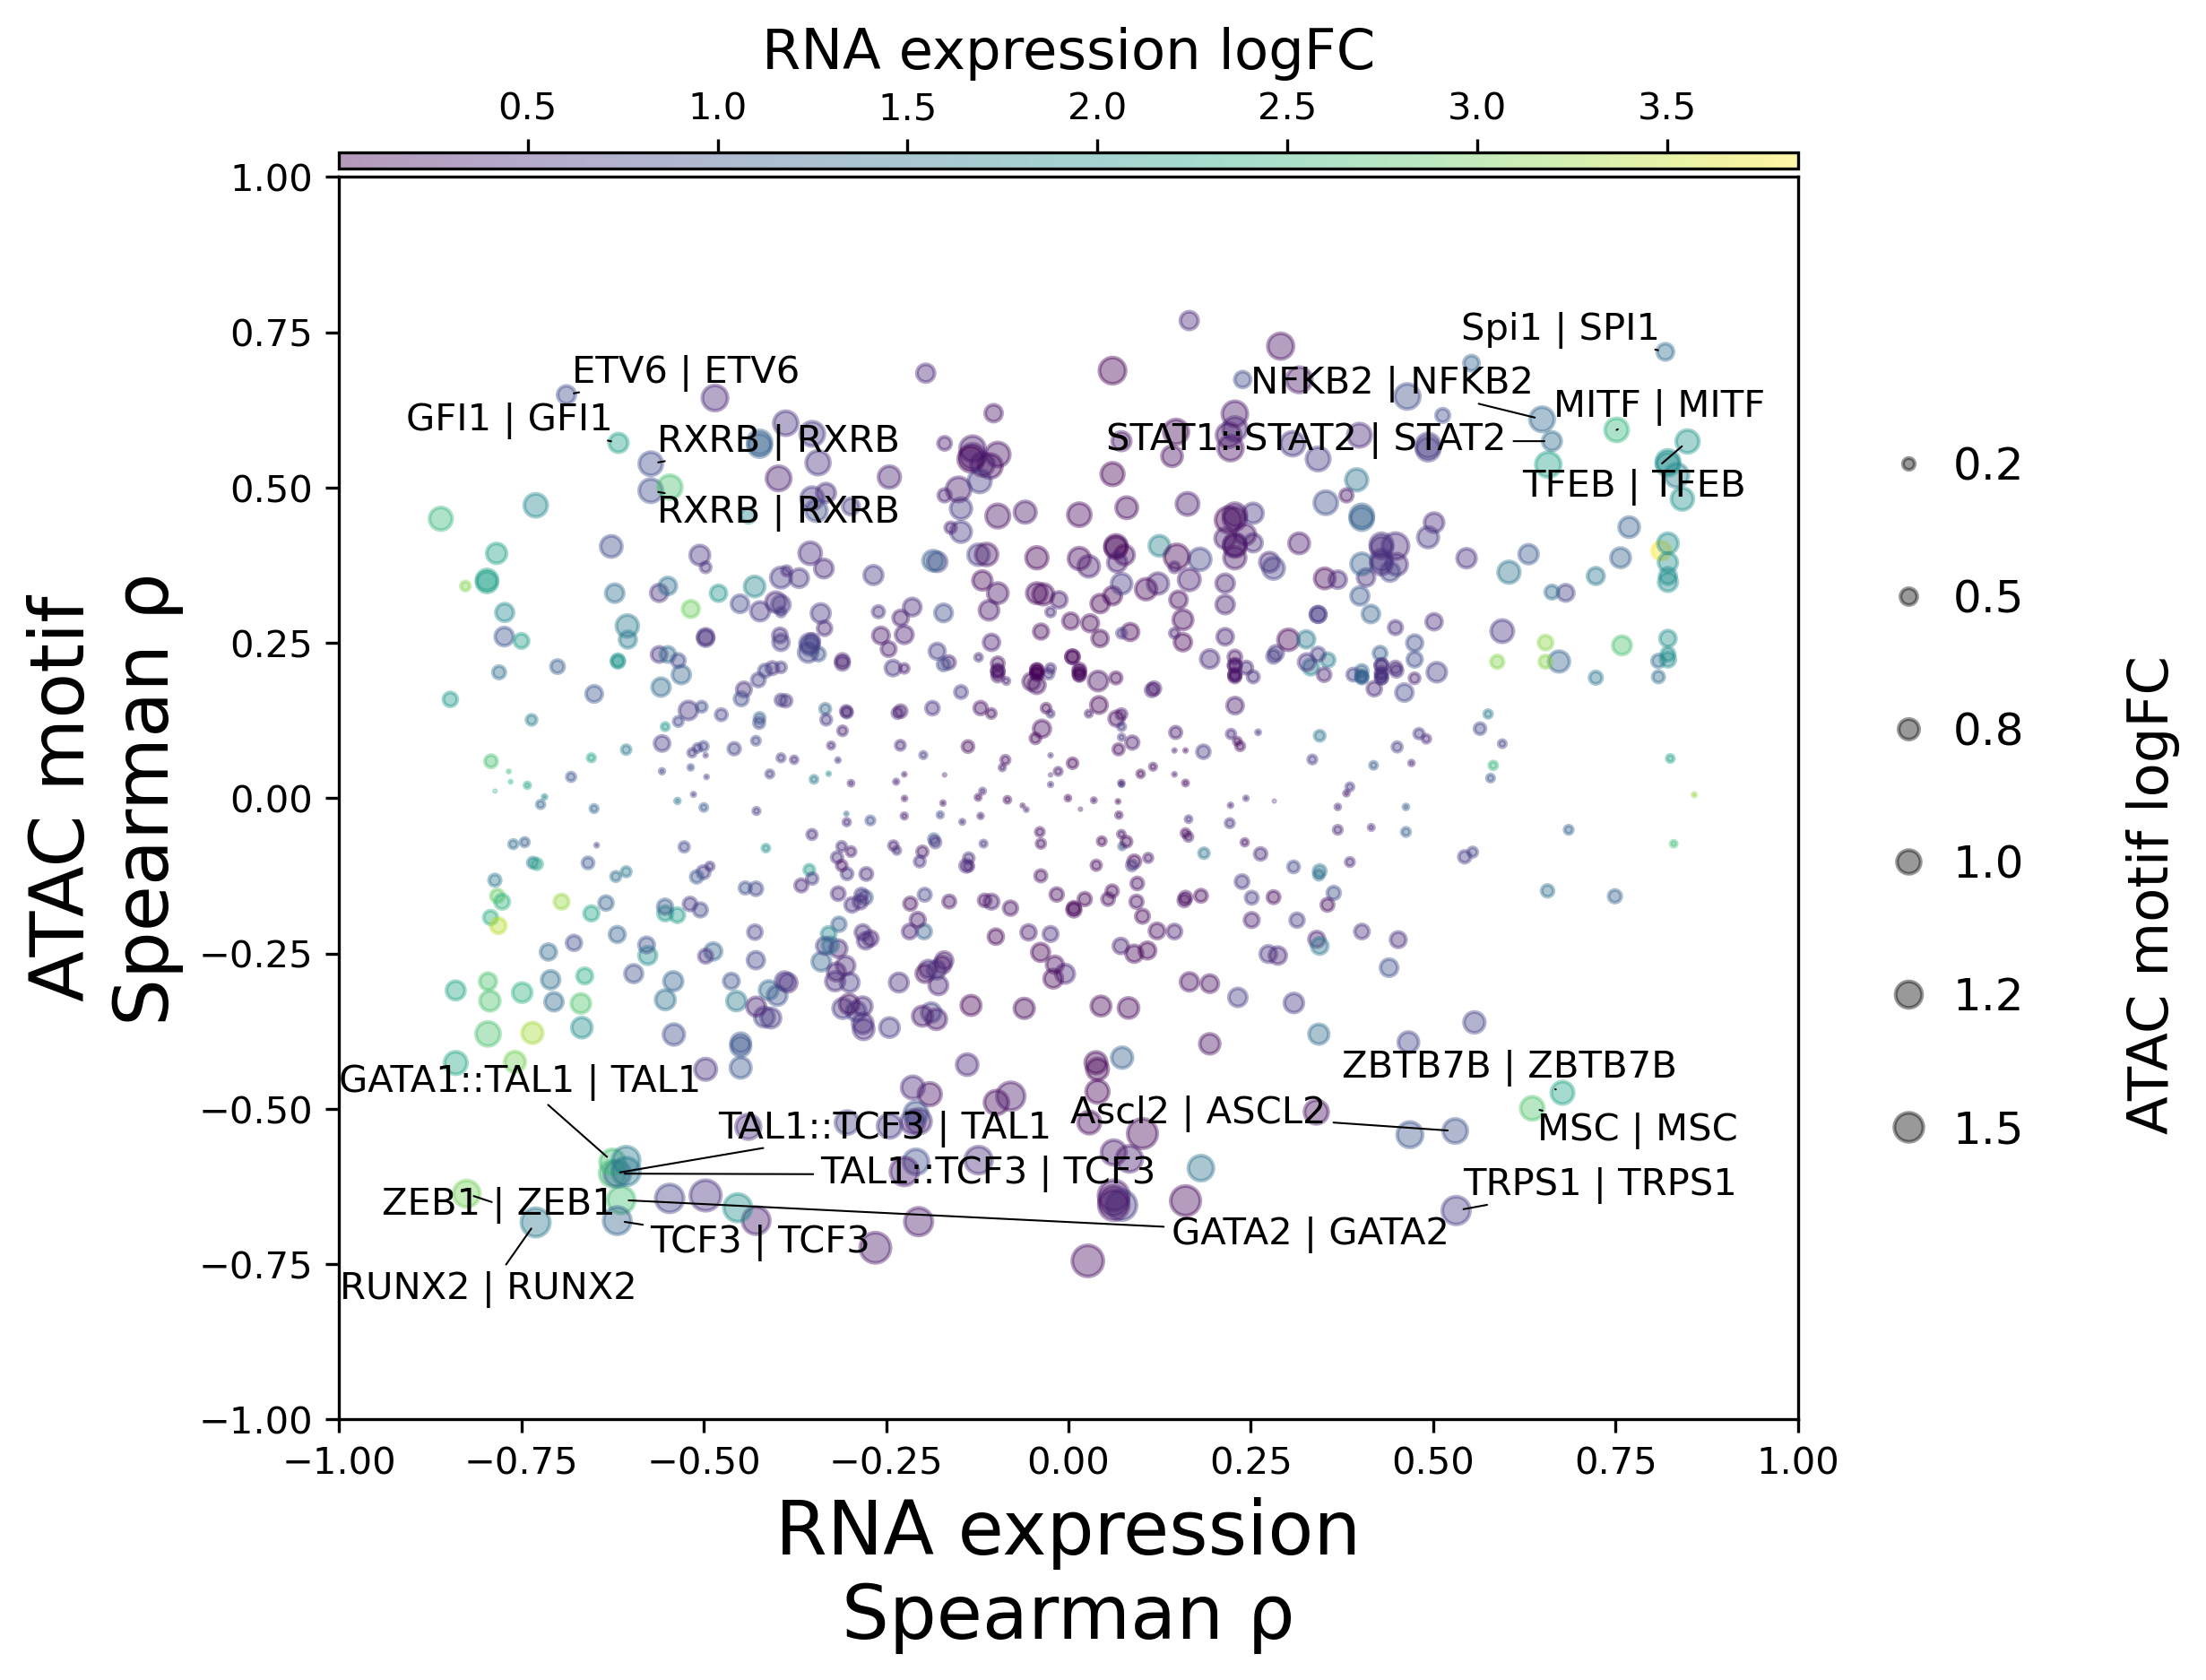 RNA expression logFC
0.5 1.0 1.5 2.0 2.5 3.0 3.5
1.00
0.75
0.50
0.25
0.00
−0.25
−0.50
−0.75
−1.00
ATAC motif
Spearman ρ
Spi1 | SPI1
ETV6 | ETV6
NFKB2 | NFKB2
MITF | MITF
GFI1 | GFI1
RXRB | RXRB
STAT1::STAT2 | STAT2
TFEB | TFEB
RXRB | RXRB
ZBTB7B | ZBTB7B
GATA1::TAL1 | TAL1
Ascl2 | ASCL2
TAL1::TCF3 | TAL1
MSC | MSC
TAL1::TCF3 | TCF3
TRPS1 | TRPS1
ZEB1 | ZEB1
GATA2 | GATA2
TCF3 | TCF3
RUNX2 | RUNX2
−1.00 −0.75 −0.50 −0.25 0.00 0.25 0.50 0.75 1.00
RNA expression
Spearman ρ
0.2
0.5
0.8
1.0
1.2
1.5
ATAC motif logFC